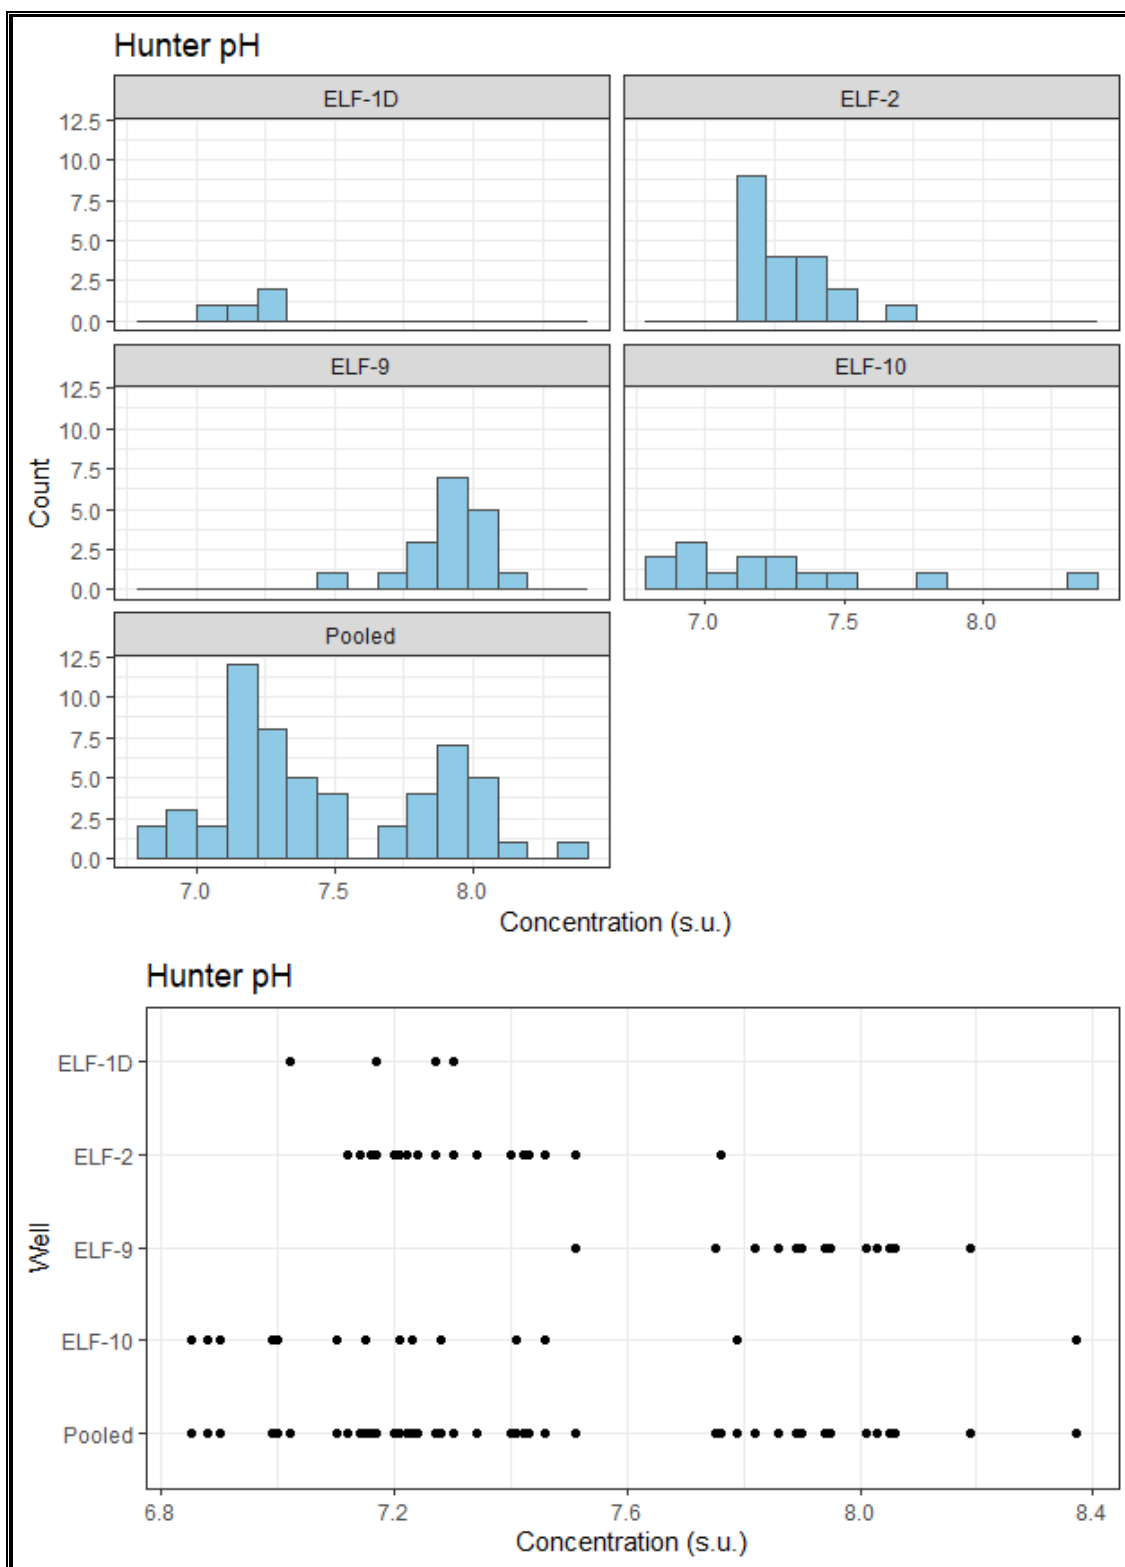 Hunter pH
ELF-1D
ELF-2
12.5
10.0
7.5
5.0
2.5
0.0
ELF-9
ELF-10
12.5
10.0
7.5
5.0
2.5
0.0
Count
7.0 7.5 8.0
Pooled
12.5
10.0
7.5
5.0
2.5
0.0
7.0 7.5 8.0
Concentration (s.u.)
Hunter pH
ELF-1D
ELF-2
ELF-9
ELF-10
Pooled
Well
6.8 7.2 7.6 8.0 8.4
Concentration (s.u.)